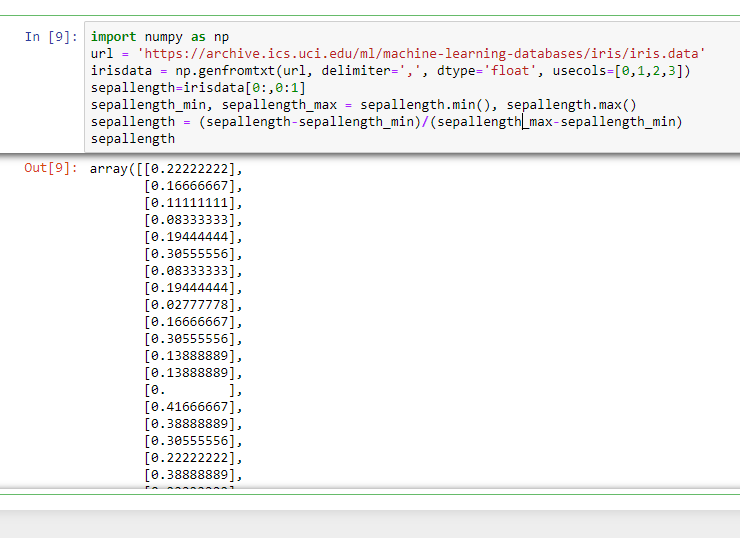 In [9]: import numpy as np
url = 'https://archive.ics.uci.edu/ml/machine-learning-databases/iris/iris.data'
irisdata = np.genfromtxt(url, delimiter=',', dtype='float', usecols=[0,1,2,3])
sepallength=irisdata[0:,0:1]
sepallength_min, sepallength_max = sepallength.min(), sepallength.max()
sepallength = (sepallength-sepallength_min)/(sepallength_max-sepallength_min)
sepallength
Out[9]: array([[0.22222222],
[0.16666667],
[0.11111111],
[0.08333333],
[0.19444444],
[0.30555556],
[0.08333333],
[0.19444444],
[0.02777778],
[0.16666667],
[0.30555556],
[0.13888889],
[0.13888889],
[0.        ],
[0.41666667],
[0.38888889],
[0.30555556],
[0.22222222],
[0.38888889],